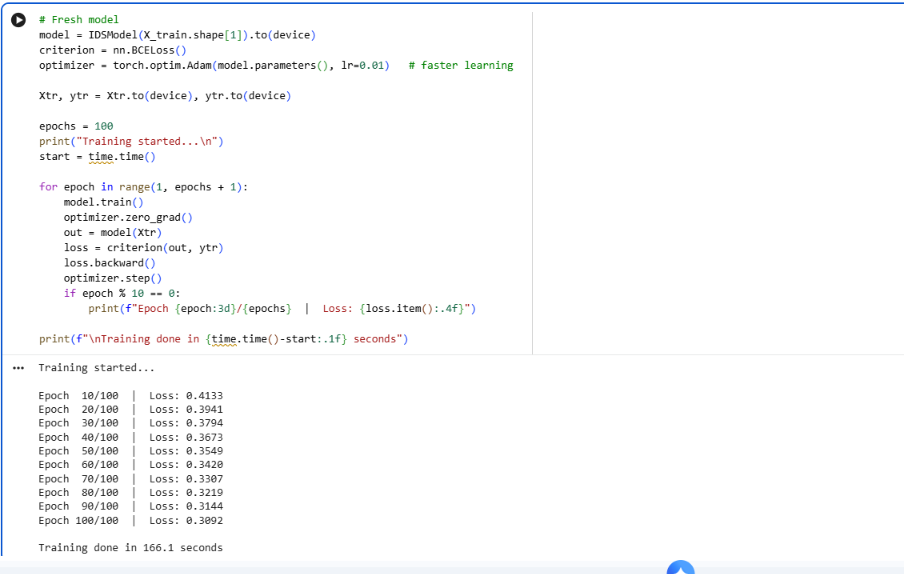 # Fresh model
model = IDSModel(X_train.shape[1]).to(device)
criterion = nn.BCELoss()
optimizer = torch.optim.Adam(model.parameters(), lr=0.01)   # faster learning
Xtr, ytr = Xtr.to(device), ytr.to(device)
epochs = 100
print("Training started...\n")
start = time.time()
for epoch in range(1, epochs + 1):
    model.train()
    optimizer.zero_grad()
    out = model(Xtr)
    loss = criterion(out, ytr)
    loss.backward()
    optimizer.step()
    if epoch % 10 == 0:
        print(f"Epoch {epoch:3d}/{epochs}  |  Loss: {loss.item():.4f}")
print(f"\nTraining done in {time.time()-start:.1f} seconds")
Training started...
Epoch  10/100  |  Loss: 0.4133
Epoch  20/100  |  Loss: 0.3941
Epoch  30/100  |  Loss: 0.3794
Epoch  40/100  |  Loss: 0.3673
Epoch  50/100  |  Loss: 0.3549
Epoch  60/100  |  Loss: 0.3420
Epoch  70/100  |  Loss: 0.3307
Epoch  80/100  |  Loss: 0.3219
Epoch  90/100  |  Loss: 0.3144
Epoch 100/100  |  Loss: 0.3092
Training done in 166.1 seconds